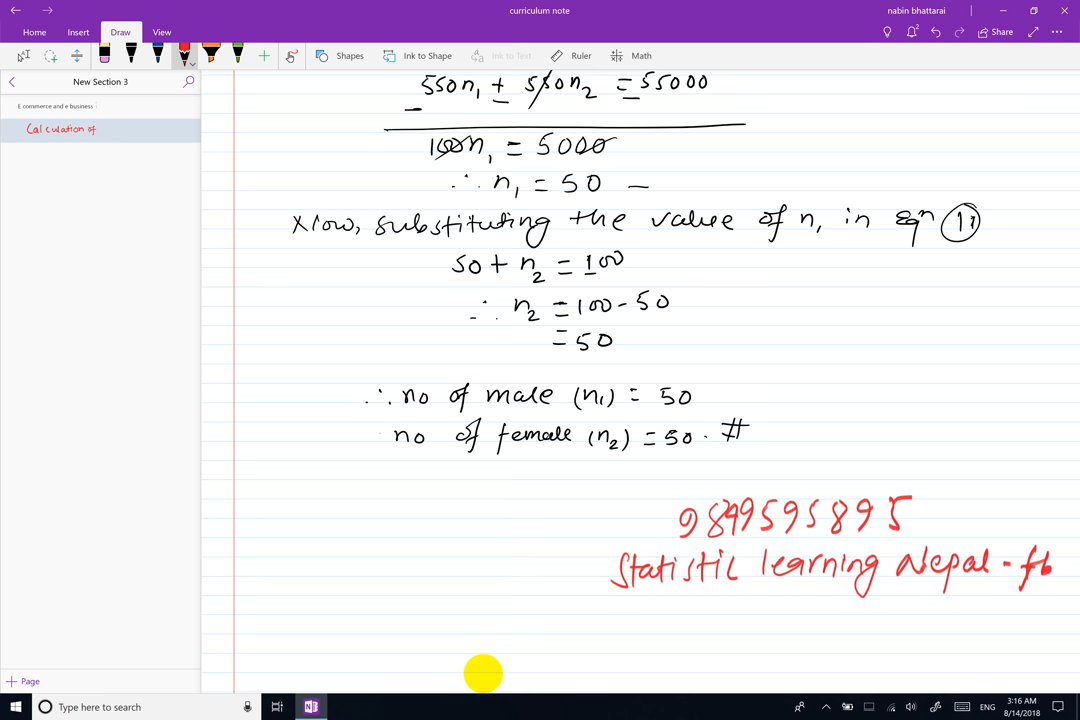 curriculum note
nabin bhattarai
Home Insert Draw View
Share
Shapes Ink to Shape Ink to Text Ruler Math
New Section 3
E commerce and e business :
Calculation of
550n₁ + 550n₂ = 55000
100n₁ = 5000
∴ n₁ = 50 –
Now, substituting the value of n₁ in eqn (11)
50 + n₂ = 100
∴ n₂ = 100 - 50
= 50
∴ no of male (n₁) = 50
no of female (n₂) = 50. #
9849595895
Statistic learning Nepal - fb
+ Page
Type here to search
ENG
3:16 AM
8/14/2018